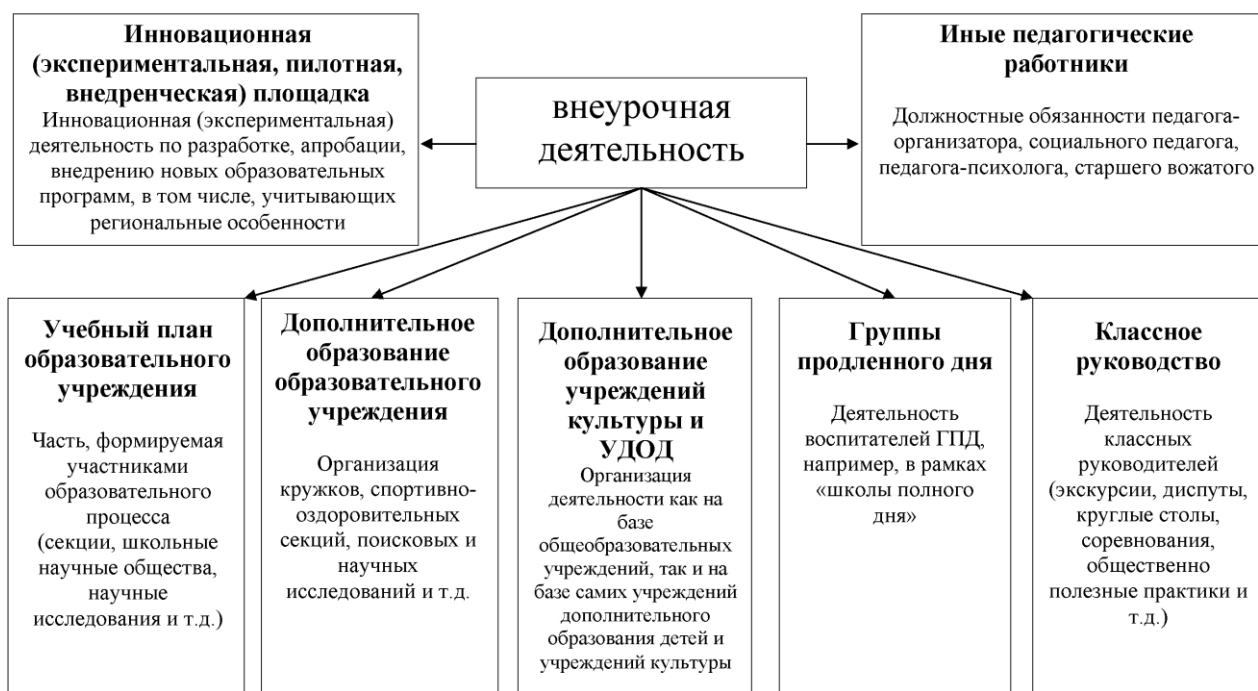 Инновационная
(экспериментальная, пилотная,
внедренческая) площадка
Инновационная (экспериментальная)
деятельность по разработке, апробации,
внедрению новых образовательных
программ, в том числе, учитывающих
региональные особенности
внеурочная
деятельность
Иные педагогические
работники
Должностные обязанности педагога-
организатора, социального педагога,
педагога-психолога, старшего вожатого
Учебный план
образовательного
учреждения
Часть, формируемая
участниками
образовательного
процесса
(секции, школьные
научные общества,
научные
исследования и т.д.)
Дополнительное
образование
образовательного
учреждения
Организация
кружков, спортивно-
оздоровительных
секций, поисковых и
научных
исследований и т.д.
Дополнительное
образование
учреждений
культуры и
УДОД
Организация
деятельности как на
базе
общеобразовательных
учреждений, так и на
базе самих учреждений
дополнительного
образования детей и
учреждений культуры
Группы
продленного дня
Деятельность
воспитателей ГПД,
например, в рамках
«школы полного
дня»
Классное
руководство
Деятельность
классных
руководителей
(экскурсии, диспуты,
круглые столы,
соревнования,
общественно
полезные практики и
т.д.)